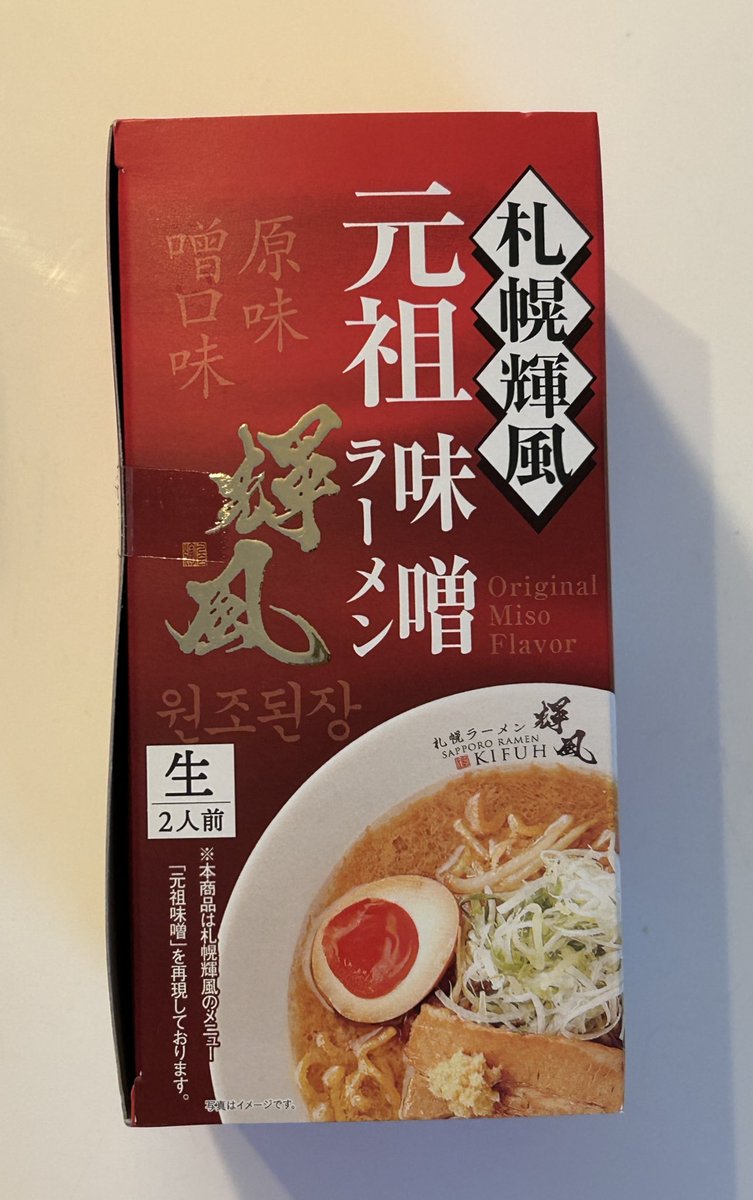 札幌輝風
元祖
味噌
ラーメン
Original
Miso
Flavor
原味
噌口味
輝風
원조된장
札幌ラーメン
SAPPORO RAMEN
KIFUH
輝風
生
2人前
※本商品は札幌輝風のメニュー
「元祖味噌」を再現しております。
写真はイメージです。